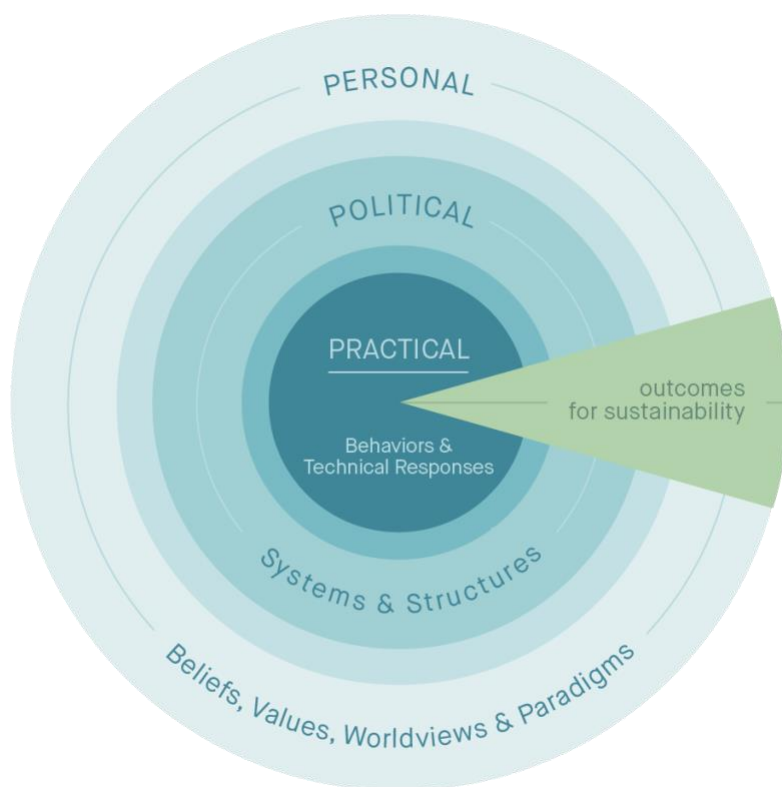 PERSONAL
POLITICAL
PRACTICAL
outcomes
for sustainability
Behaviors &
Technical Responses
Systems & Structures
Beliefs, Values, Worldviews & Paradigms